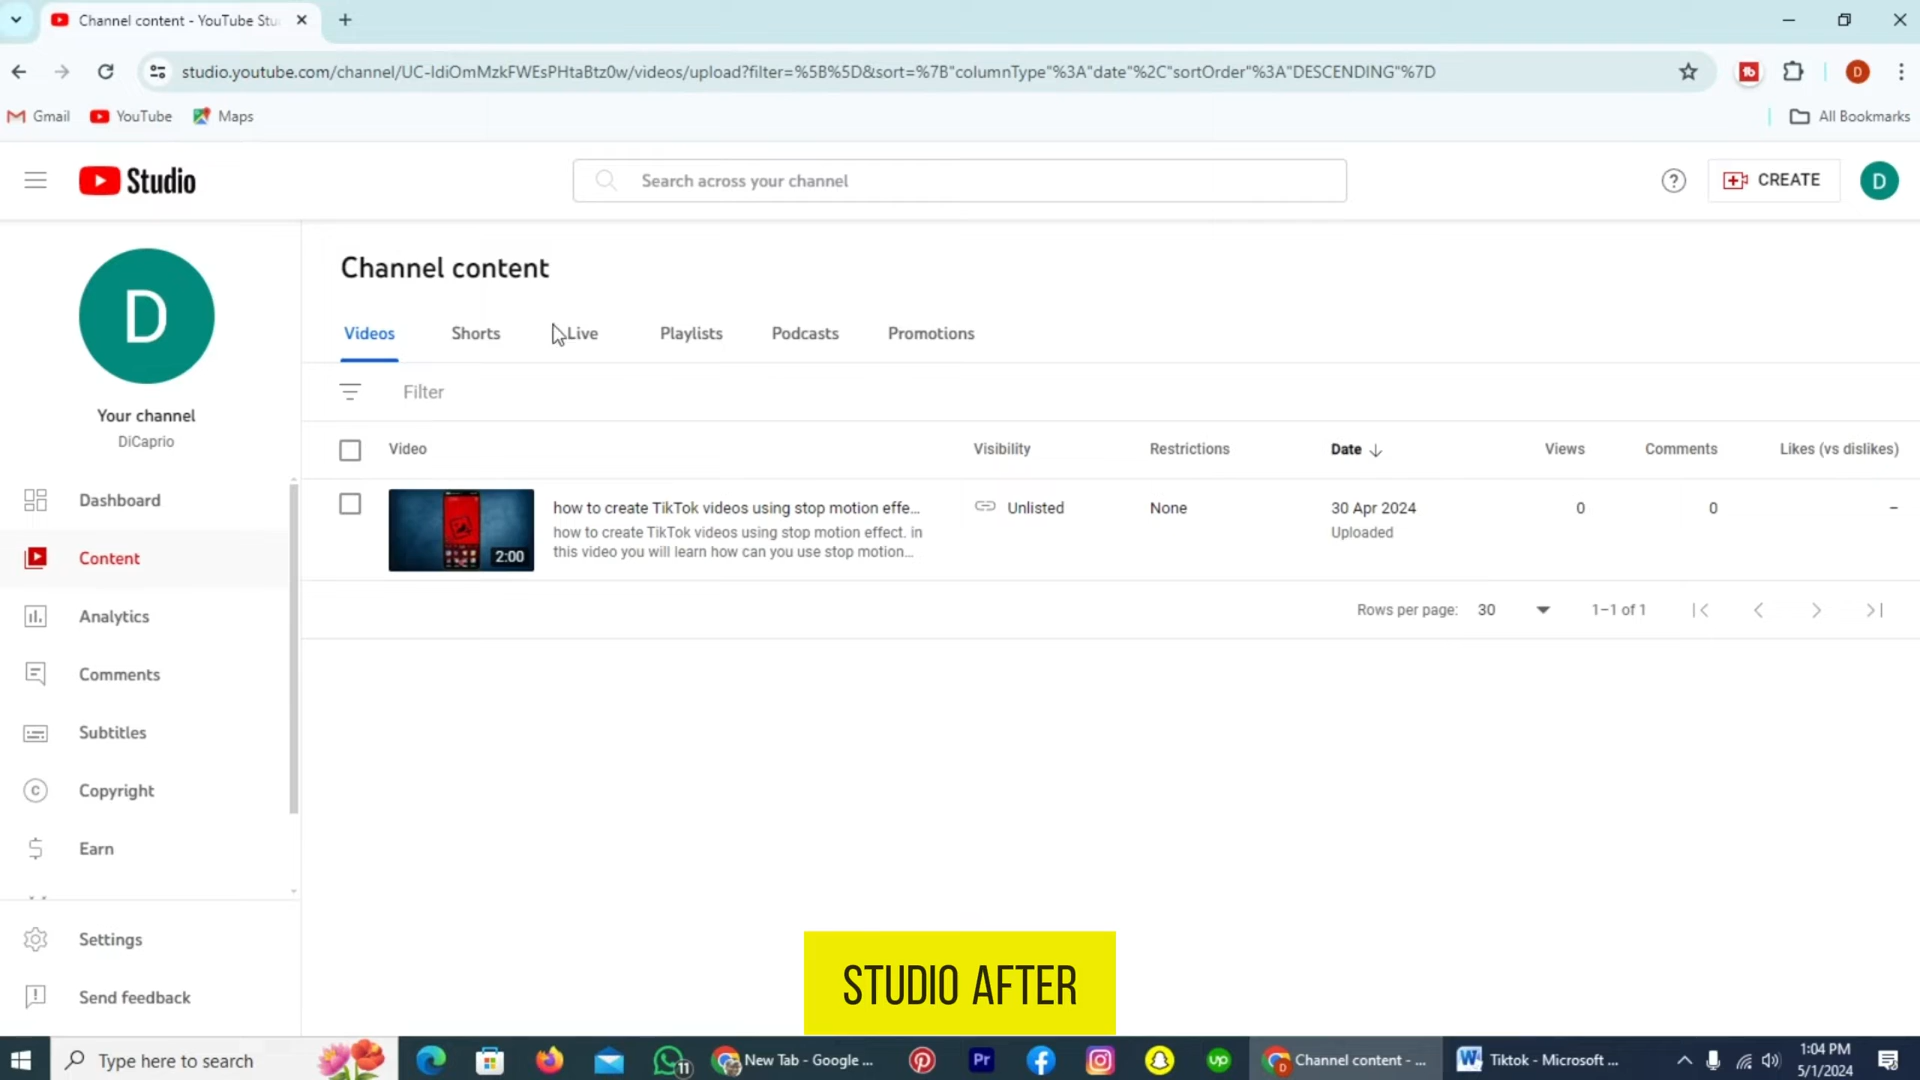 Channel content - YouTube Stu
studio.youtube.com/channel/UC-IdiOmMzkFWEsPHtaBtz0w/videos/upload?filter=%5B%5D&sort=%7B"columnType"%3A"date"%2C"sortOrder"%3A"DESCENDING"%7D
D
Gmail YouTube Maps All Bookmarks
Studio
Search across your channel
CREATE
D
D
Your channel
DiCaprio
Dashboard
Content
Analytics
Comments
Subtitles
Copyright
Earn
Settings
Send feedback
Channel content
Videos Shorts Live Playlists Podcasts Promotions
Filter
Video Visibility Restrictions Date Views Comments Likes (vs dislikes)
2:00
how to create TikTok videos using stop motion effe...
how to create TikTok videos using stop motion effect. in
this video you will learn how can you use stop motion...
Unlisted
None
30 Apr 2024
Uploaded
0
0
–
Rows per page: 30 1–1 of 1
STUDIO AFTER
Type here to search
11
New Tab - Google ...
Pr
up
Channel content - ...
Tiktok - Microsoft ...
1:04 PM
5/1/2024